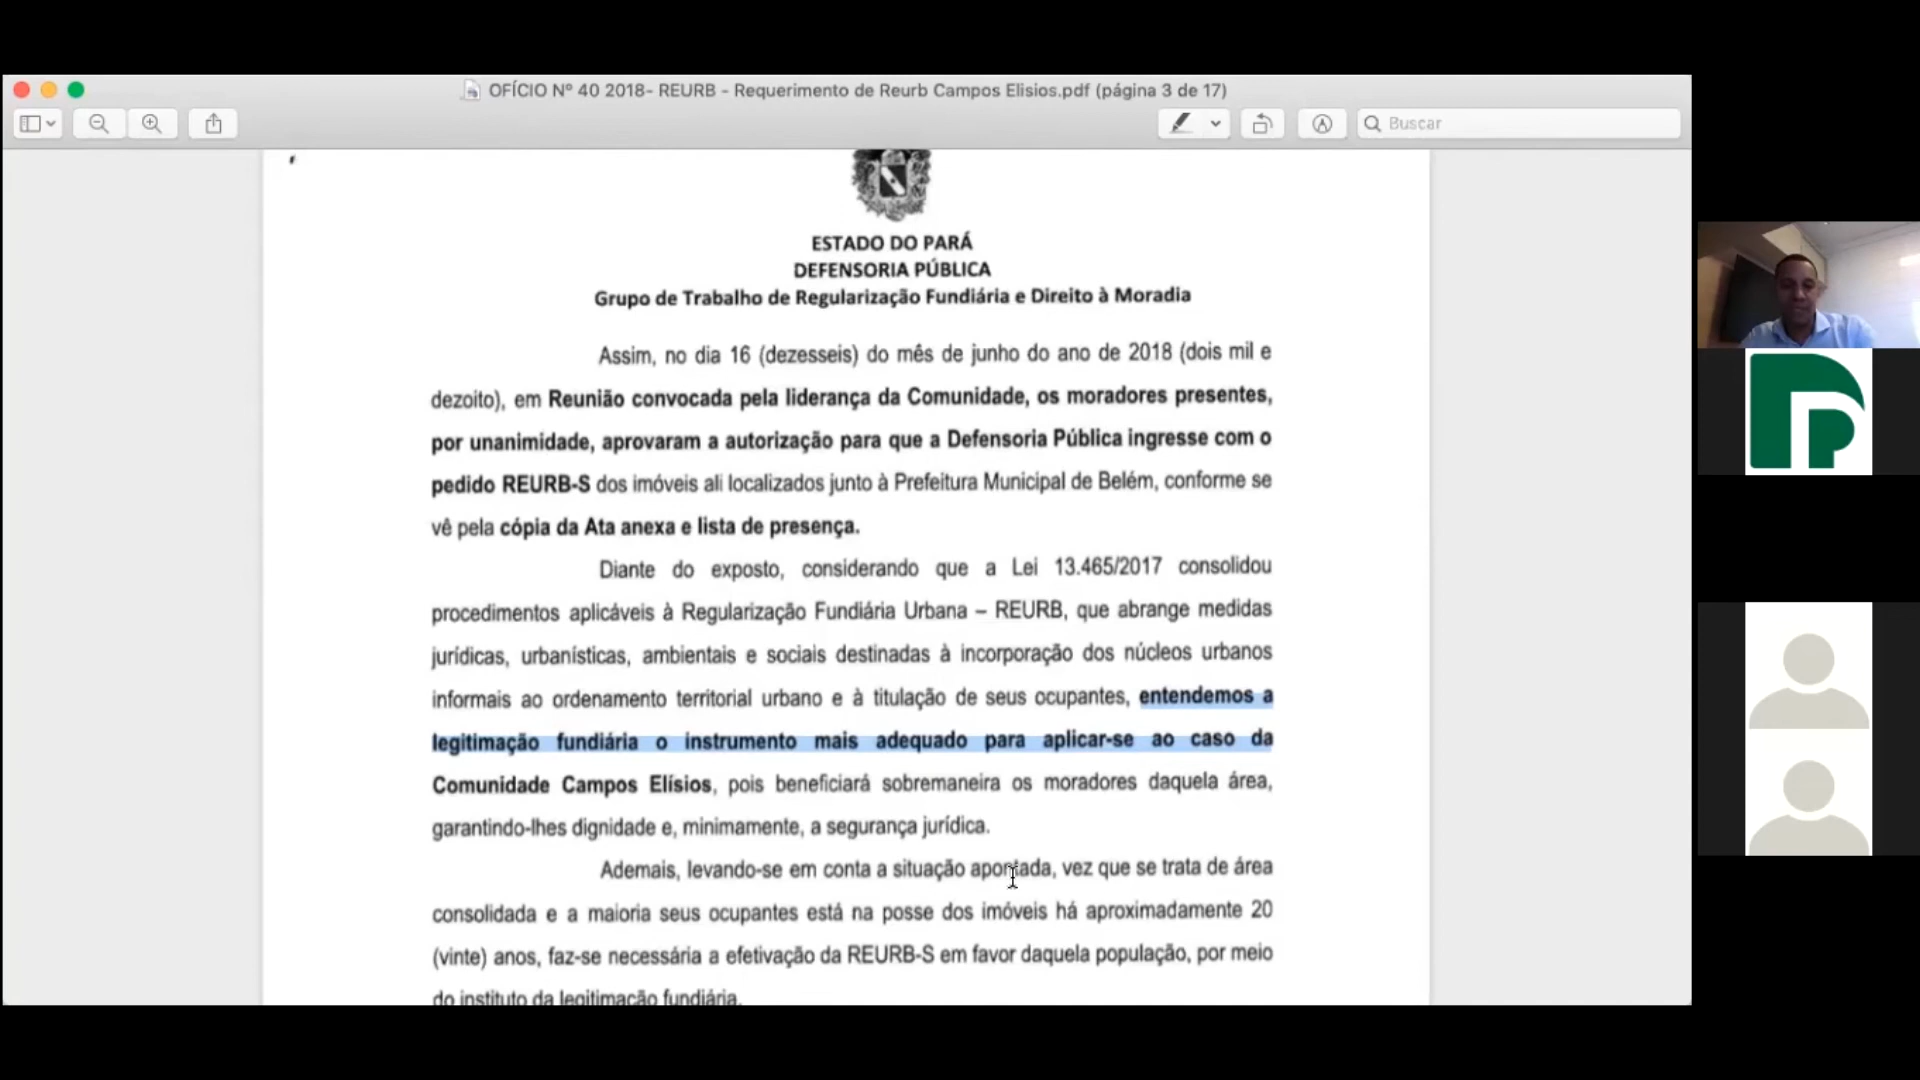 OFÍCIO Nº 40 2018- REURB - Requerimento de Reurb Campos Elisios.pdf (página 3 de 17)
Buscar
ESTADO DO PARÁ
DEFENSORIA PÚBLICA
Grupo de Trabalho de Regularização Fundiária e Direito à Moradia
Assim, no dia 16 (dezesseis) do mês de junho do ano de 2018 (dois mil e
dezoito), em Reunião convocada pela liderança da Comunidade, os moradores presentes,
por unanimidade, aprovaram a autorização para que a Defensoria Pública ingresse com o
pedido REURB-S dos imóveis ali localizados junto à Prefeitura Municipal de Belém, conforme se
vê pela cópia da Ata anexa e lista de presença.
Diante do exposto, considerando que a Lei 13.465/2017 consolidou
procedimentos aplicáveis à Regularização Fundiária Urbana – REURB, que abrange medidas
jurídicas, urbanísticas, ambientais e sociais destinadas à incorporação dos núcleos urbanos
informais ao ordenamento territorial urbano e à titulação de seus ocupantes, entendemos a
legitimação fundiária o instrumento mais adequado para aplicar-se ao caso da
Comunidade Campos Elísios, pois beneficiará sobremaneira os moradores daquela área,
garantindo-lhes dignidade e, minimamente, a segurança jurídica.
Ademais, levando-se em conta a situação apontada, vez que se trata de área
consolidada e a maioria seus ocupantes está na posse dos imóveis há aproximadamente 20
(vinte) anos, faz-se necessária a efetivação da REURB-S em favor daquela população, por meio
do instituto da legitimação fundiária.